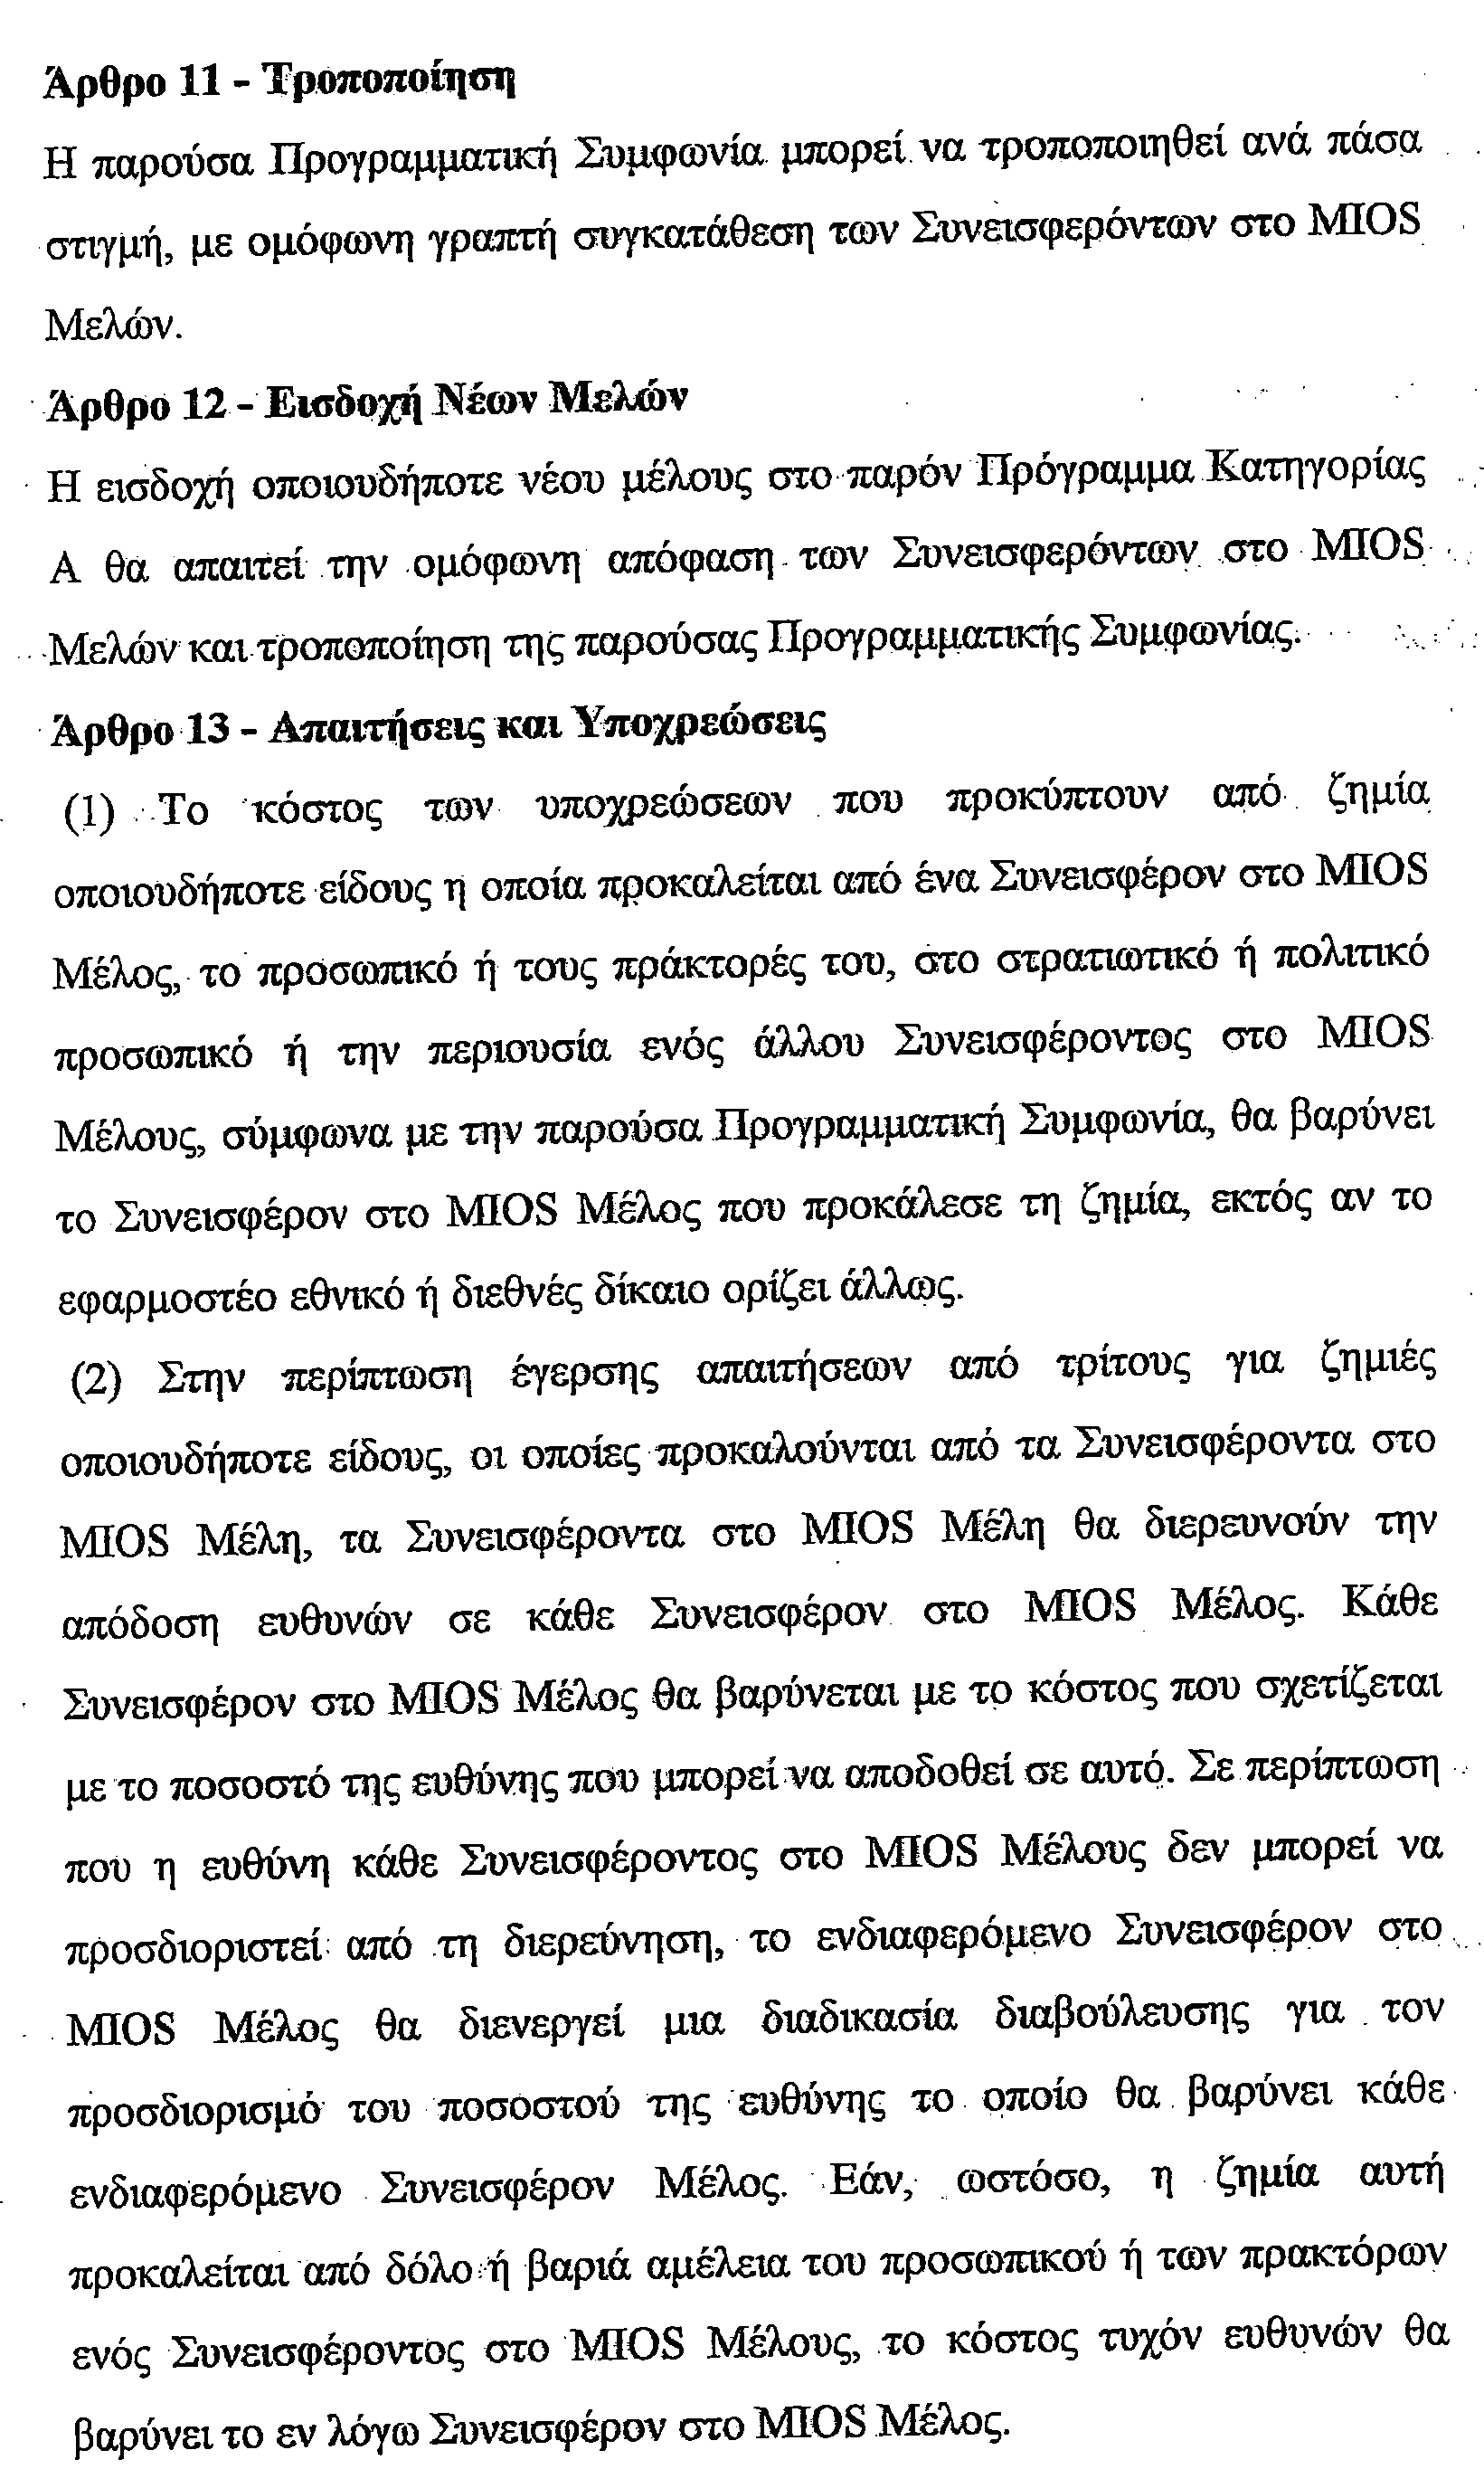 Άρθρο 11 - Τροποποίηση
Η παρούσα Προγραμματική Συμφωνία μπορεί να τροποποιηθεί ανά πάσα
στιγμή, με ομόφωνη γραπτή συγκατάθεση των Συνεισφερόντων στο MIOS
Μελών.
Άρθρο 12 - Εισδοχή Νέων Μελών
Η εισδοχή οποιουδήποτε νέου μέλους στο παρόν Πρόγραμμα Κατηγορίας
Α θα απαιτεί την ομόφωνη απόφαση των Συνεισφερόντων στο MIOS
Μελών και τροποποίηση της παρούσας Προγραμματικής Συμφωνίας.
Άρθρο 13 - Απαιτήσεις και Υποχρεώσεις
(1) Το κόστος των υποχρεώσεων που προκύπτουν από ζημία
οποιουδήποτε είδους η οποία προκαλείται από ένα Συνεισφέρον στο MIOS
Μέλος, το προσωπικό ή τους πράκτορές του, στο στρατιωτικό ή πολιτικό
προσωπικό ή την περιουσία ενός άλλου Συνεισφέροντος στο MIOS
Μέλους, σύμφωνα με την παρούσα Προγραμματική Συμφωνία, θα βαρύνει
το Συνεισφέρον στο MIOS Μέλος που προκάλεσε τη ζημία, εκτός αν το
εφαρμοστέο εθνικό ή διεθνές δίκαιο ορίζει άλλως.
(2) Στην περίπτωση έγερσης απαιτήσεων από τρίτους για ζημιές
οποιουδήποτε είδους, οι οποίες προκαλούνται από τα Συνεισφέροντα στο
MIOS Μέλη, τα Συνεισφέροντα στο MIOS Μέλη θα διερευνούν την
απόδοση ευθυνών σε κάθε Συνεισφέρον στο MIOS Μέλος. Κάθε
Συνεισφέρον στο MIOS Μέλος θα βαρύνεται με το κόστος που σχετίζεται
με το ποσοστό της ευθύνης που μπορεί να αποδοθεί σε αυτό. Σε περίπτωση
που η ευθύνη κάθε Συνεισφέροντος στο MIOS Μέλους δεν μπορεί να
προσδιοριστεί από τη διερεύνηση, το ενδιαφερόμενο Συνεισφέρον στο
MIOS Μέλος θα διενεργεί μια διαδικασία διαβούλευσης για τον
προσδιορισμό του ποσοστού της ευθύνης το οποίο θα βαρύνει κάθε
ενδιαφερόμενο Συνεισφέρον Μέλος. Εάν, ωστόσο, η ζημία αυτή
προκαλείται από δόλο ή βαριά αμέλεια του προσωπικού ή των πρακτόρων
ενός Συνεισφέροντος στο MIOS Μέλους, το κόστος τυχόν ευθυνών θα
βαρύνει το εν λόγω Συνεισφέρον στο MIOS Μέλος.